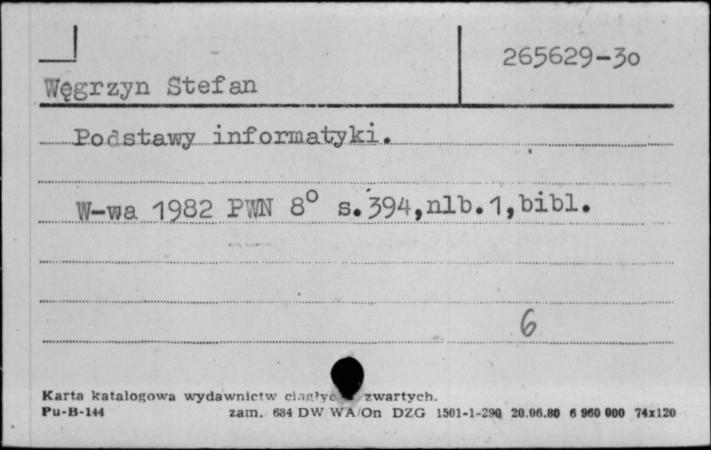 265629-30
Węgrzyn Stefan
Podstawy informatyki.
W-wa 1982 PWN 8° s.394,nlb.1,bibl.
6
Karta katalogowa wydawnictw zwartych.
Pu-B-144 zam. 684 DW WA/On DZG 1501-1-290 20.06.80 6 960 000 74x120